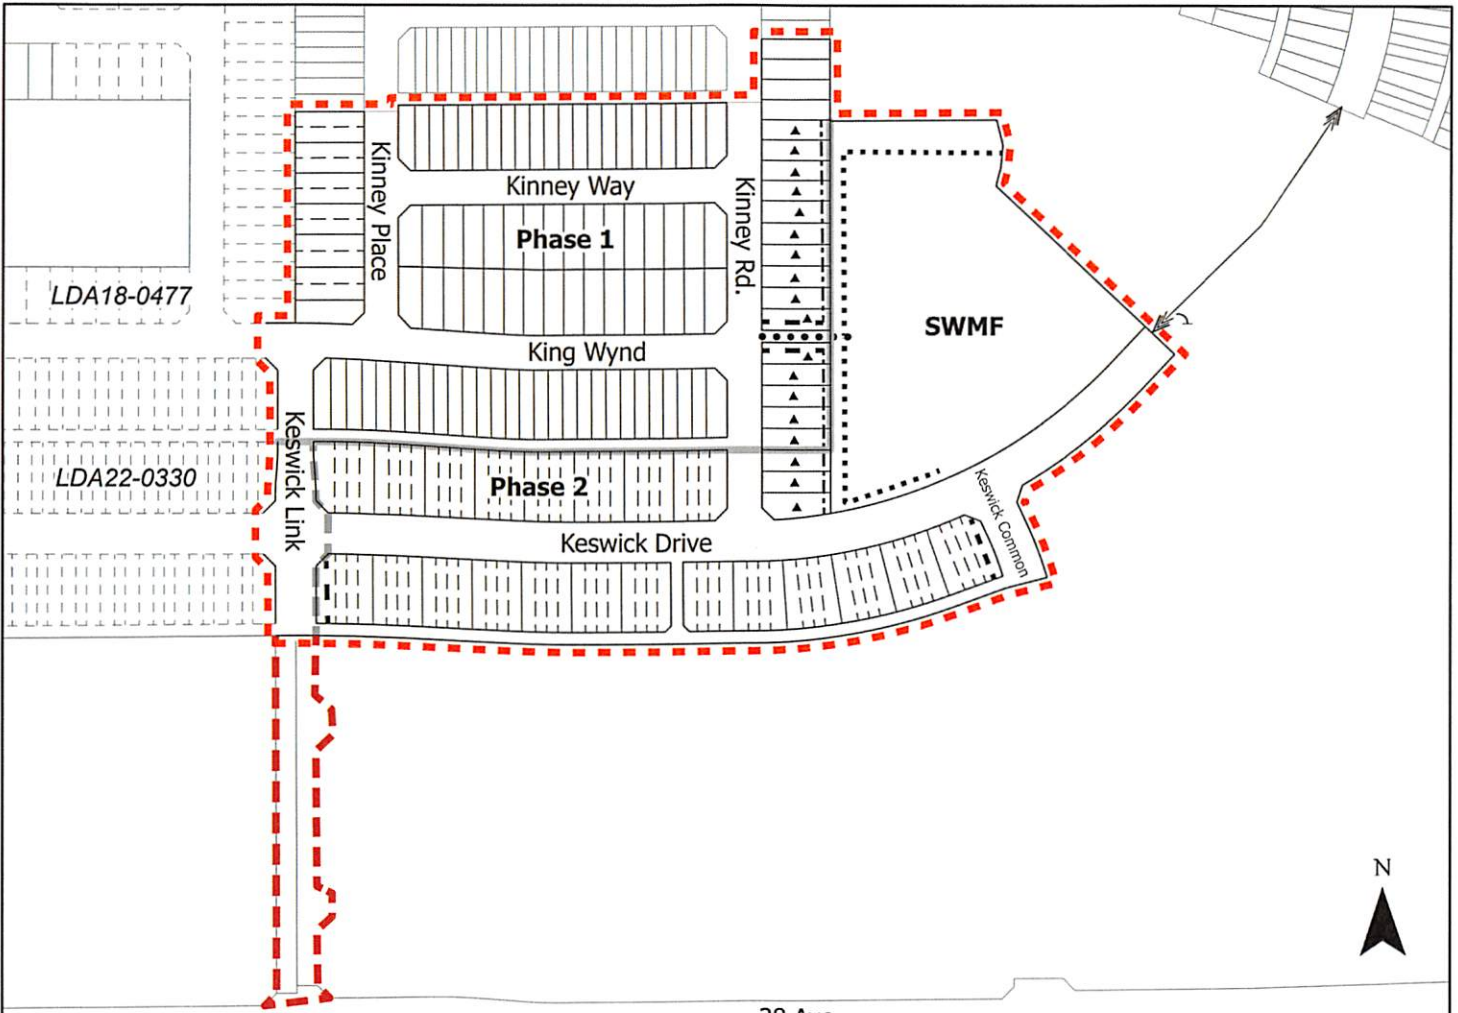 Kinney Place
Kinney Way
Kinney Rd.
Phase 1
LDA18-0477
SWMF
King Wynd
Keswick Link
LDA22-0330
Phase 2
Keswick Common
Keswick Drive
N